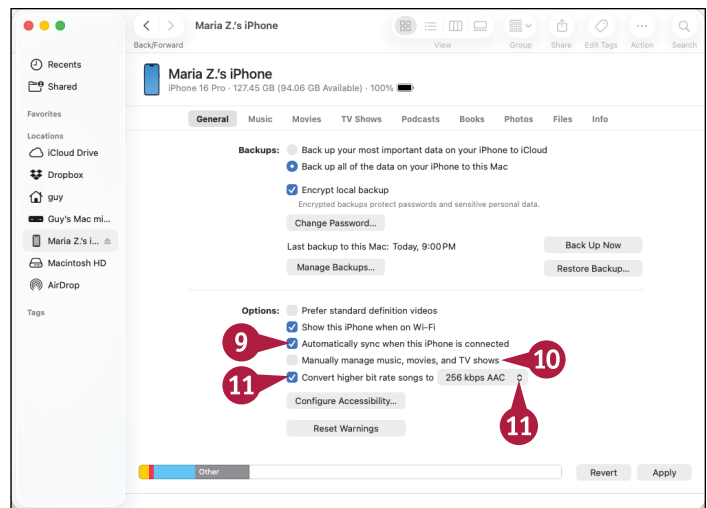 Maria Z.'s iPhone
Back/Forward
View
Group
Share
Edit Tags
Action
Search
Recents
Shared
Favorites
Locations
iCloud Drive
Dropbox
guy
Guy's Mac mi...
Maria Z.'s i...
Macintosh HD
AirDrop
Tags
Maria Z.'s iPhone
iPhone 16 Pro · 127.45 GB (94.06 GB Available) · 100%
General Music Movies TV Shows Podcasts Books Photos Files Info
Backups: Back up your most important data on your iPhone to iCloud
Back up all of the data on your iPhone to this Mac
Encrypt local backup
Encrypted backups protect passwords and sensitive personal data.
Change Password...
Last backup to this Mac: Today, 9:00 PM Back Up Now
Manage Backups... Restore Backup...
Options: Prefer standard definition videos
Show this iPhone when on Wi-Fi
9 Automatically sync when this iPhone is connected
Manually manage music, movies, and TV shows 10
11 Convert higher bit rate songs to 256 kbps AAC
Configure Accessibility...
11
Reset Warnings
Other Revert Apply